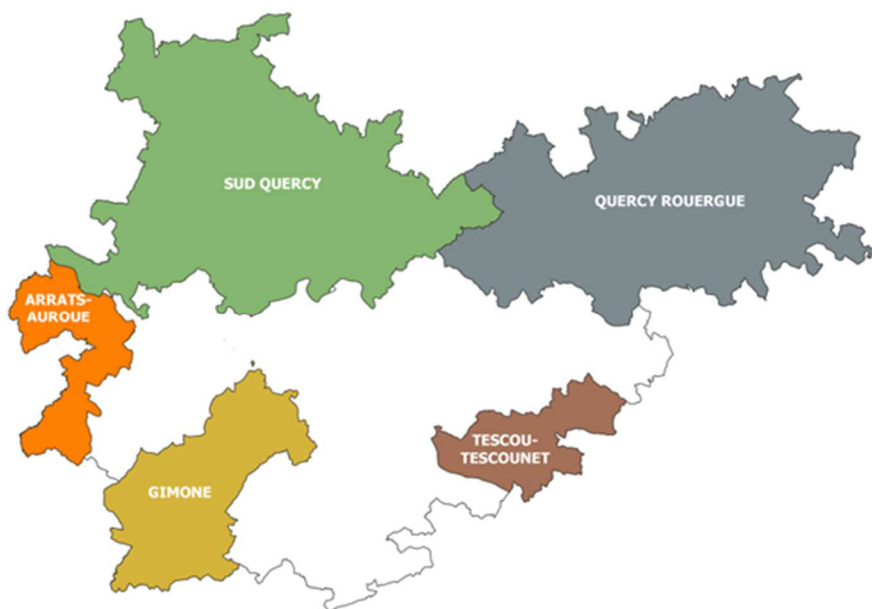 SUD QUERCY
QUERCY ROUERGUE
ARRATS-
AUROUE
TESCOU-
TESCOUNET
GIMONE